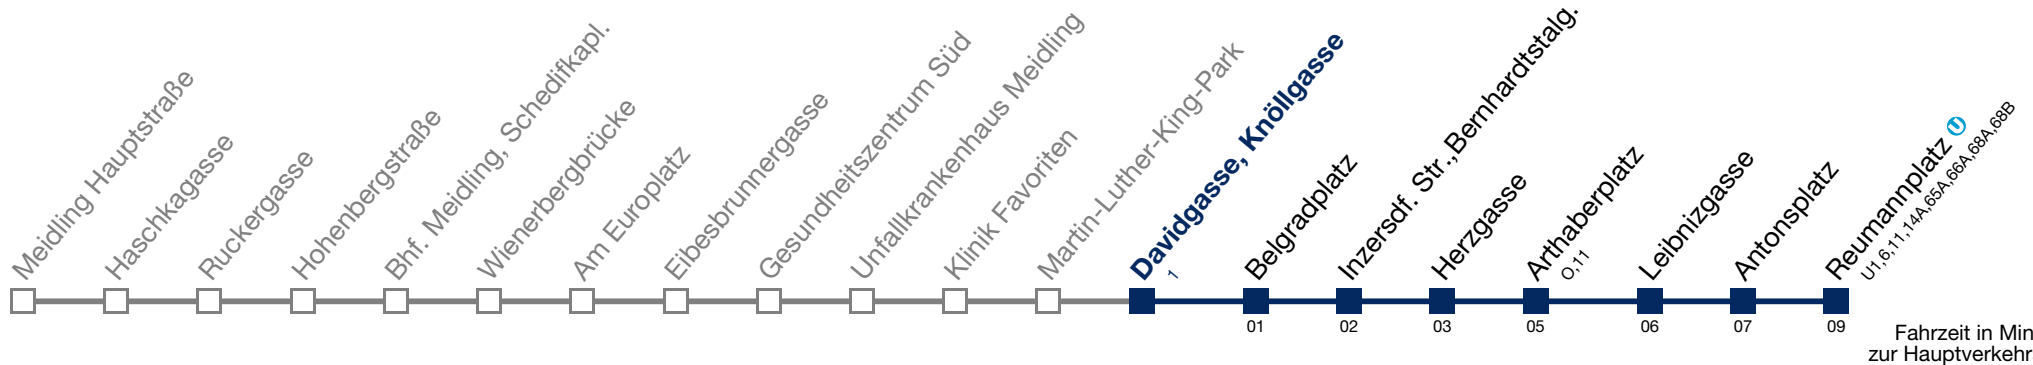 Meidling Hauptstraße
Haschkagasse
Ruckergasse
Hohenbergstraße
Bhf. Meidling, Schedifkapl.
Wienerbergbrücke
Am Europlatz
Eibesbrunnergasse
Gesundheitszentrum Süd
Unfallkrankenhaus Meidling
Klinik Favoriten
Martin-Luther-King-Park
Davidgasse, Knöllgasse
1
Belgradplatz
Inzersdf. Str.,Bernhardtstalg.
Herzgasse
Arthaberplatz
O,11
Leibnizgasse
Antonsplatz
Reumannplatz U
U1,6,11,14A,65A,66A,68A,68B
01 02 03 05 06 07 09
Fahrzeit in Min
zur Hauptverkehr